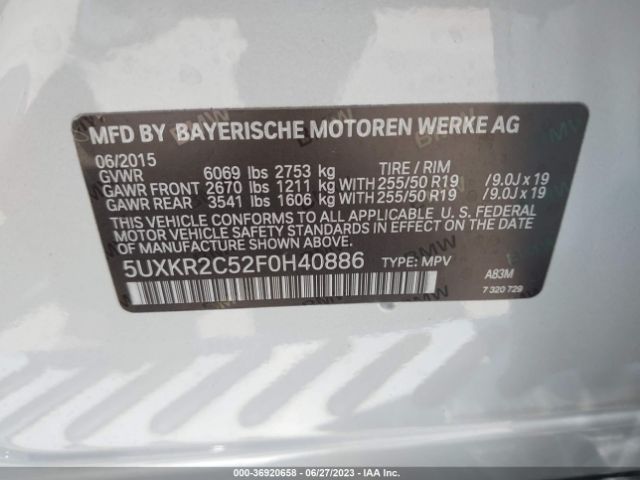 MFD BY BAYERISCHE MOTOREN WERKE AG
06/2015
GVWR 6069 lbs 2753 kg TIRE / RIM
GAWR FRONT 2670 lbs 1211 kg WITH 255/50 R19 /9.0J x 19
GAWR REAR 3541 lbs 1606 kg WITH 255/50 R19 /9.0J x 19
THIS VEHICLE CONFORMS TO ALL APPLICABLE U. S. FEDERAL
MOTOR VEHICLE SAFETY STANDARDS IN EFFECT ON THE DATE OF
MANUFACTURE SHOWN ABOVE.
5UXKR2C52F0H40886 TYPE: MPV
A83M
7 320 729
000-36920658 - 06/27/2023 - IAA Inc.